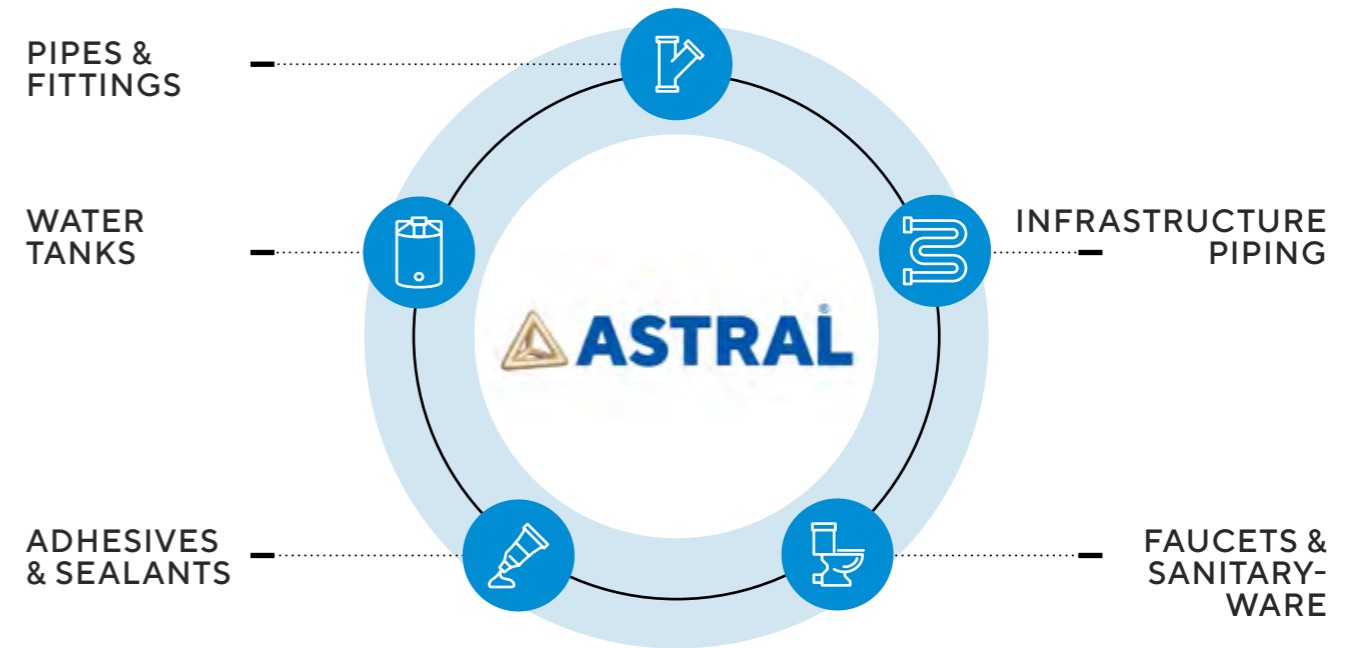 PIPES &
FITTINGS
WATER
TANKS
INFRASTRUCTURE
PIPING
ASTRAL®
ADHESIVES
& SEALANTS
FAUCETS &
SANITARY-
WARE